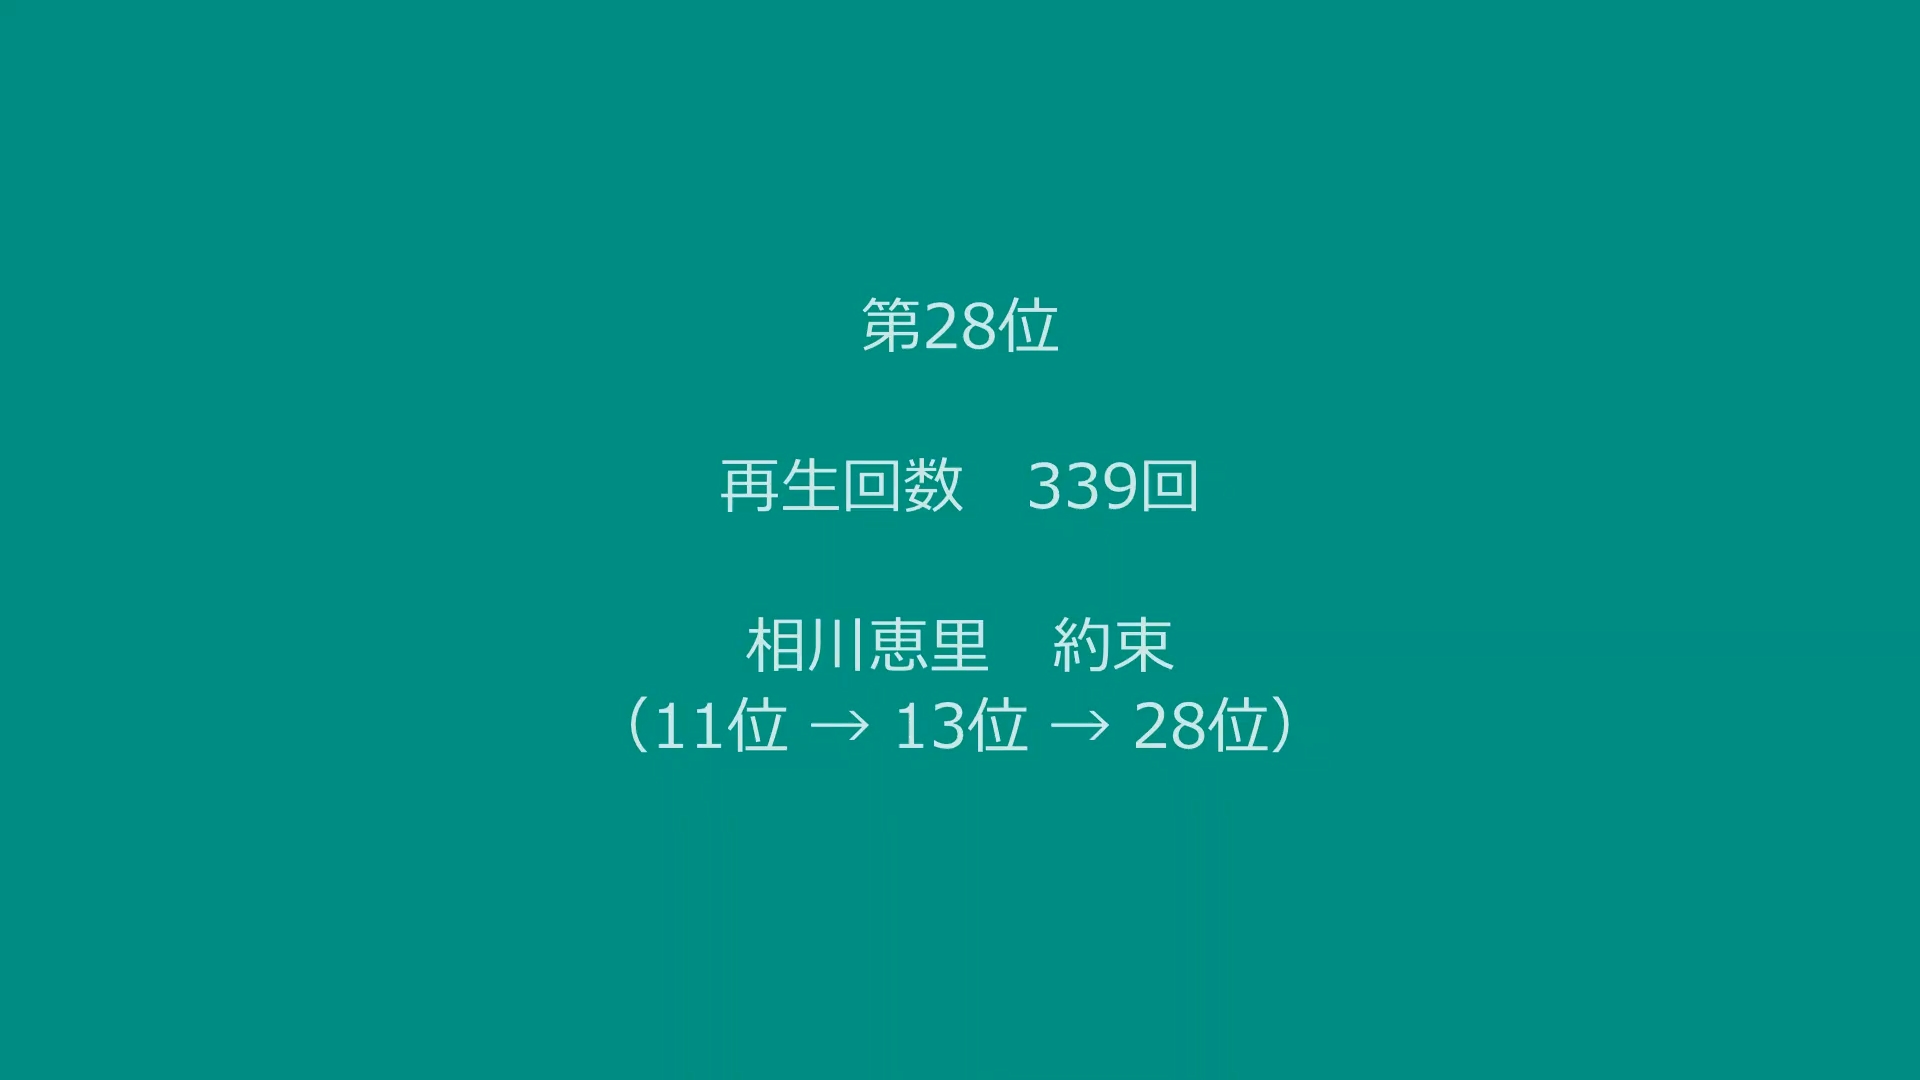 第28位
再生回数　339回
相川恵里　約束
（11位 → 13位 → 28位）